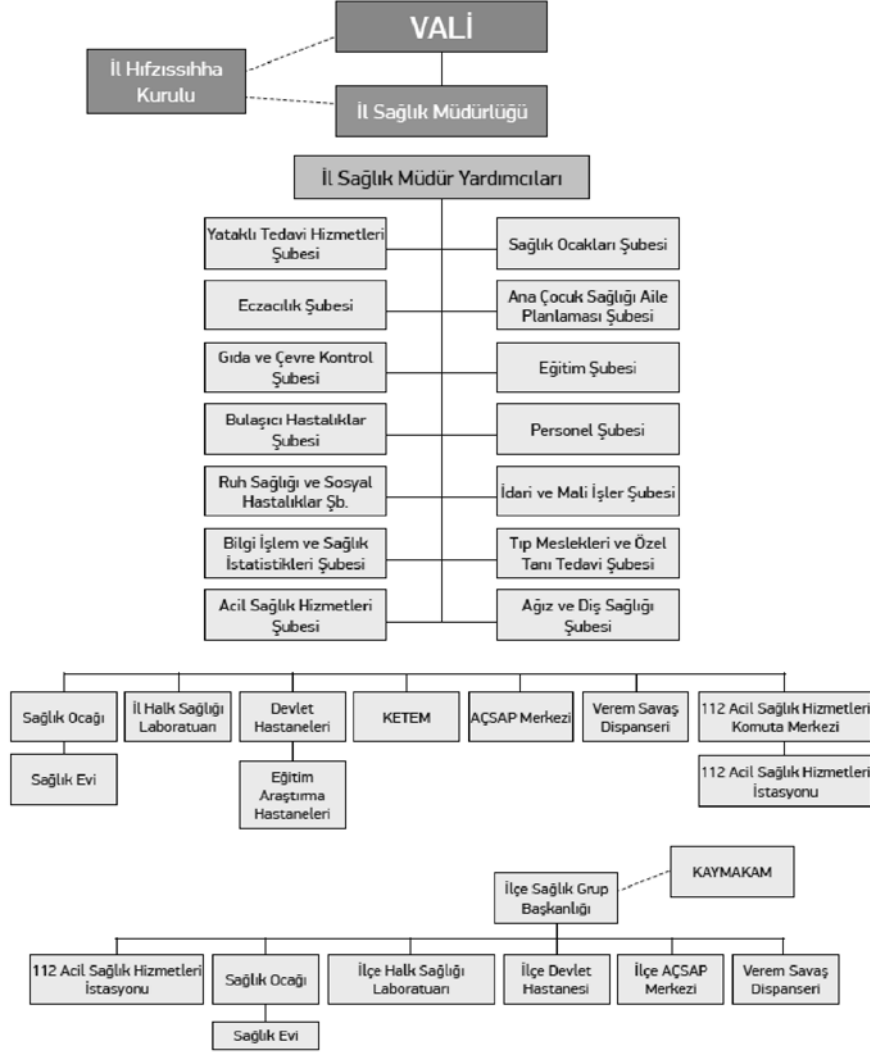 VALİ
İl Hıfzıssıhha
Kurulu
İl Sağlık Müdürlüğü
İl Sağlık Müdür Yardımcıları
Yataklı Tedavi Hizmetleri
Şubesi
Sağlık Ocakları Şubesi
Eczacılık Şubesi
Ana Çocuk Sağlığı Aile
Planlaması Şubesi
Gıda ve Çevre Kontrol
Şubesi
Eğitim Şubesi
Bulaşıcı Hastalıklar
Şubesi
Personel Şubesi
Ruh Sağlığı ve Sosyal
Hastalıklar Şb.
İdari ve Mali İşler Şubesi
Bilgi İşlem ve Sağlık
İstatistikleri Şubesi
Tıp Meslekleri ve Özel
Tanı Tedavi Şubesi
Acil Sağlık Hizmetleri
Şubesi
Ağız ve Diş Sağlığı
Şubesi
Sağlık Ocağı
İl Halk Sağlığı
Laboratuarı
Devlet
Hastaneleri
KETEM
AÇSAP Merkezi
Verem Savaş
Dispanseri
112 Acil Sağlık Hizmetleri
Komuta Merkezi
Sağlık Evi
Eğitim
Araştırma
Hastaneleri
112 Acil Sağlık Hizmetleri
İstasyonu
KAYMAKAM
İlçe Sağlık Grup
Başkanlığı
112 Acil Sağlık Hizmetleri
İstasyonu
Sağlık Ocağı
İlçe Halk Sağlığı
Laboratuarı
İlçe Devlet
Hastanesi
İlçe AÇSAP
Merkezi
Verem Savaş
Dispanseri
Sağlık Evi